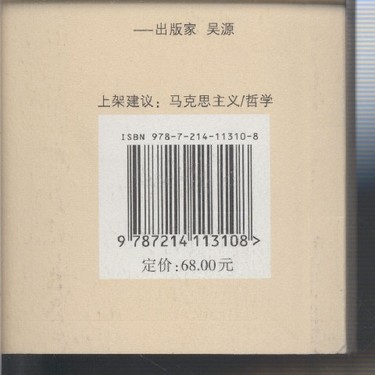 ——出版家 吴源
上架建议：马克思主义/哲学
ISBN 978-7-214-11310-8
9 787214 113108 >
定价:68.00元